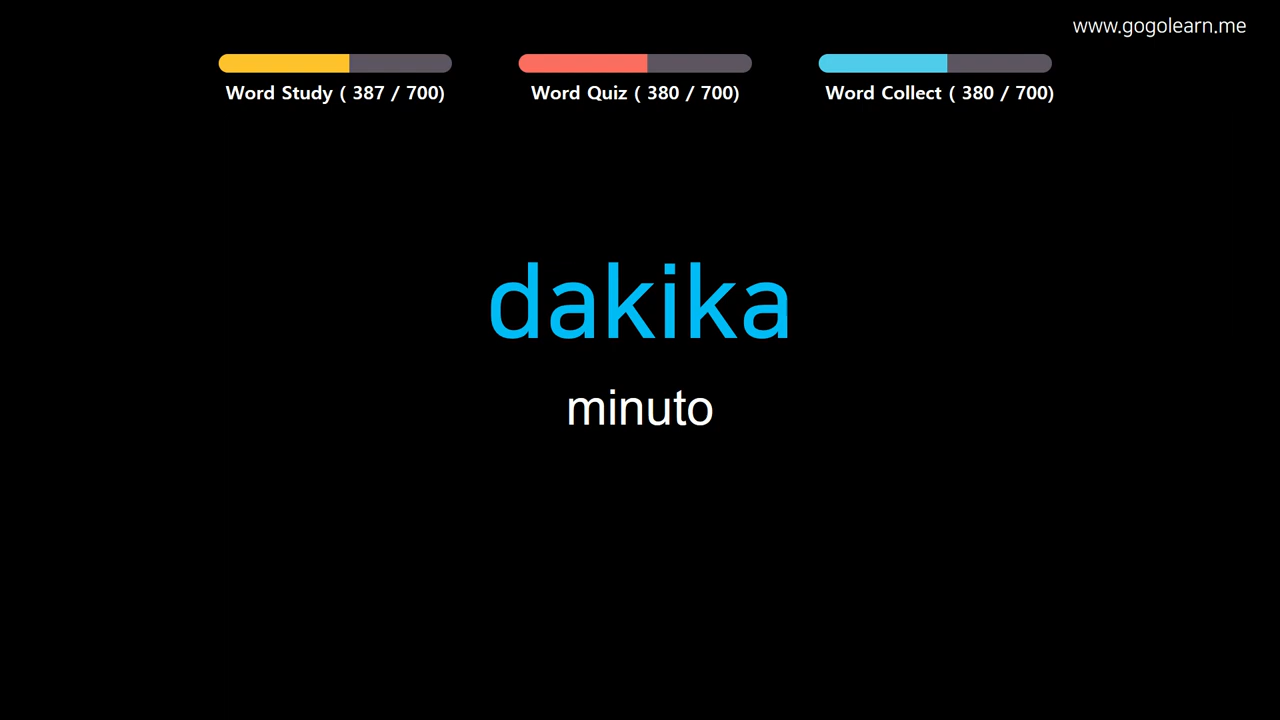 www.gogolearn.me
Word Study ( 387 / 700)
Word Quiz ( 380 / 700)
Word Collect ( 380 / 700)
dakika
minuto